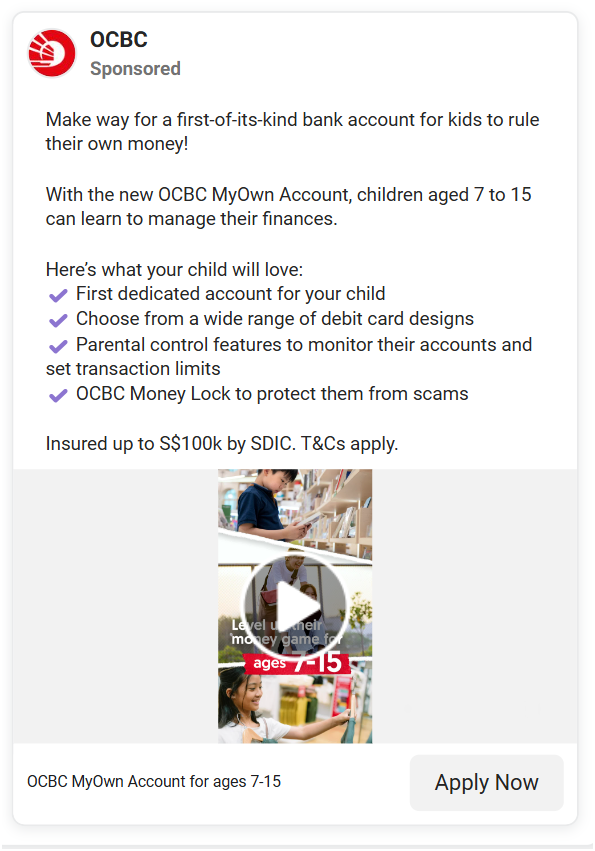 OCBC
Sponsored
Make way for a first-of-its-kind bank account for kids to rule
their own money!
With the new OCBC MyOwn Account, children aged 7 to 15
can learn to manage their finances.
Here’s what your child will love:
✔ First dedicated account for your child
✔ Choose from a wide range of debit card designs
✔ Parental control features to monitor their accounts and
set transaction limits
✔ OCBC Money Lock to protect them from scams
Insured up to S$100k by SDIC. T&Cs apply.
Level up their
money game for
ages 7-15
OCBC MyOwn Account for ages 7-15
Apply Now